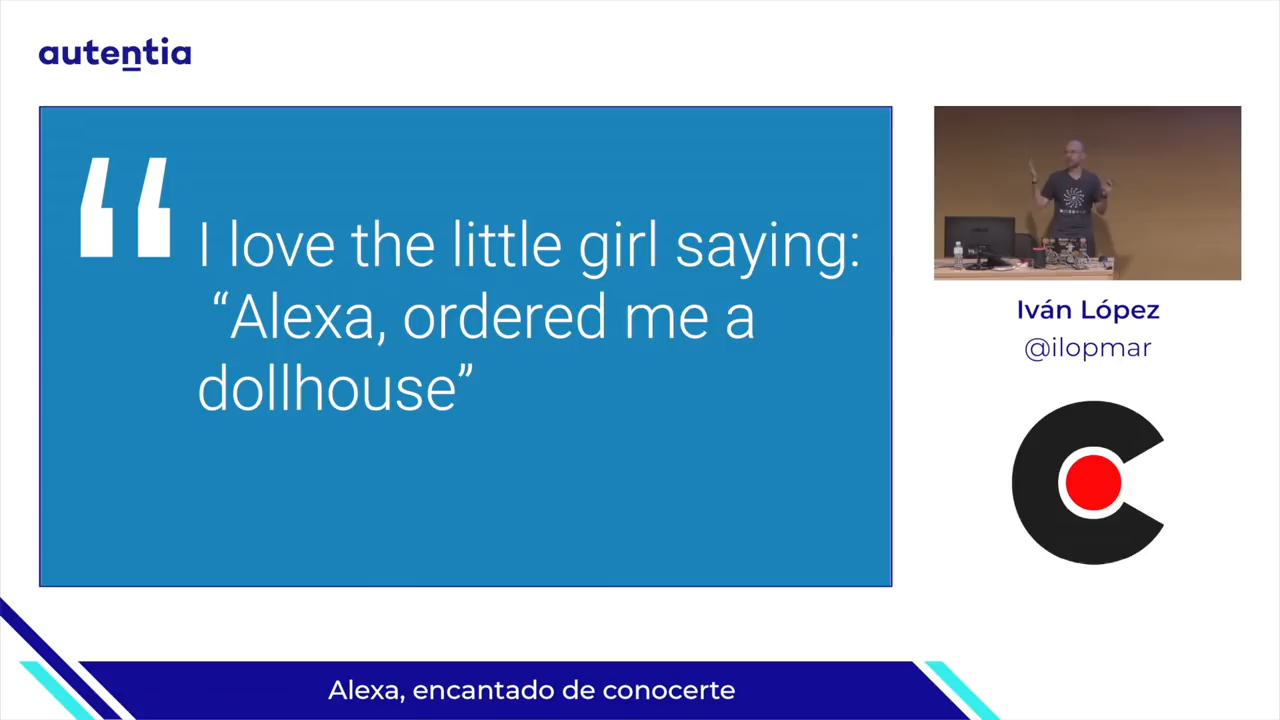 autentia
“
I love the little girl saying:
“Alexa, ordered me a
dollhouse”
Iván López
@ilopmar
Alexa, encantado de conocerte